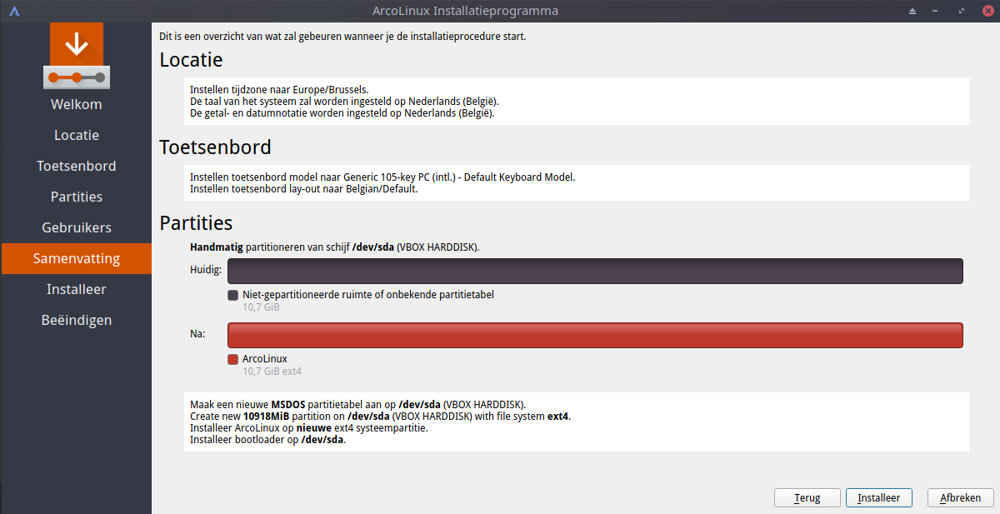 ArcoLinux Installatieprogramma
Welkom
Locatie
Toetsenbord
Partities
Gebruikers
Samenvatting
Installeer
Beëindigen
Dit is een overzicht van wat zal gebeuren wanneer je de installatieprocedure start.
Locatie
Instellen tijdzone naar Europe/Brussels.
De taal van het systeem zal worden ingesteld op Nederlands (België).
De getal- en datumnotatie worden ingesteld op Nederlands (België).
Toetsenbord
Instellen toetsenbord model naar Generic 105-key PC (intl.) - Default Keyboard Model.
Instellen toetsenbord lay-out naar Belgian/Default.
Partities
Handmatig partitioneren van schijf /dev/sda (VBOX HARDDISK).
Huidig:
Niet-gepartitioneerde ruimte of onbekende partitietabel
10,7 GiB
Na:
ArcoLinux
10,7 GiB ext4
Maak een nieuwe MSDOS partitietabel aan op /dev/sda (VBOX HARDDISK).
Create new 10918MiB partition on /dev/sda (VBOX HARDDISK) with file system ext4.
Installeer ArcoLinux op nieuwe ext4 systeempartitie.
Installeer bootloader op /dev/sda.
Terug
Installeer
Afbreken